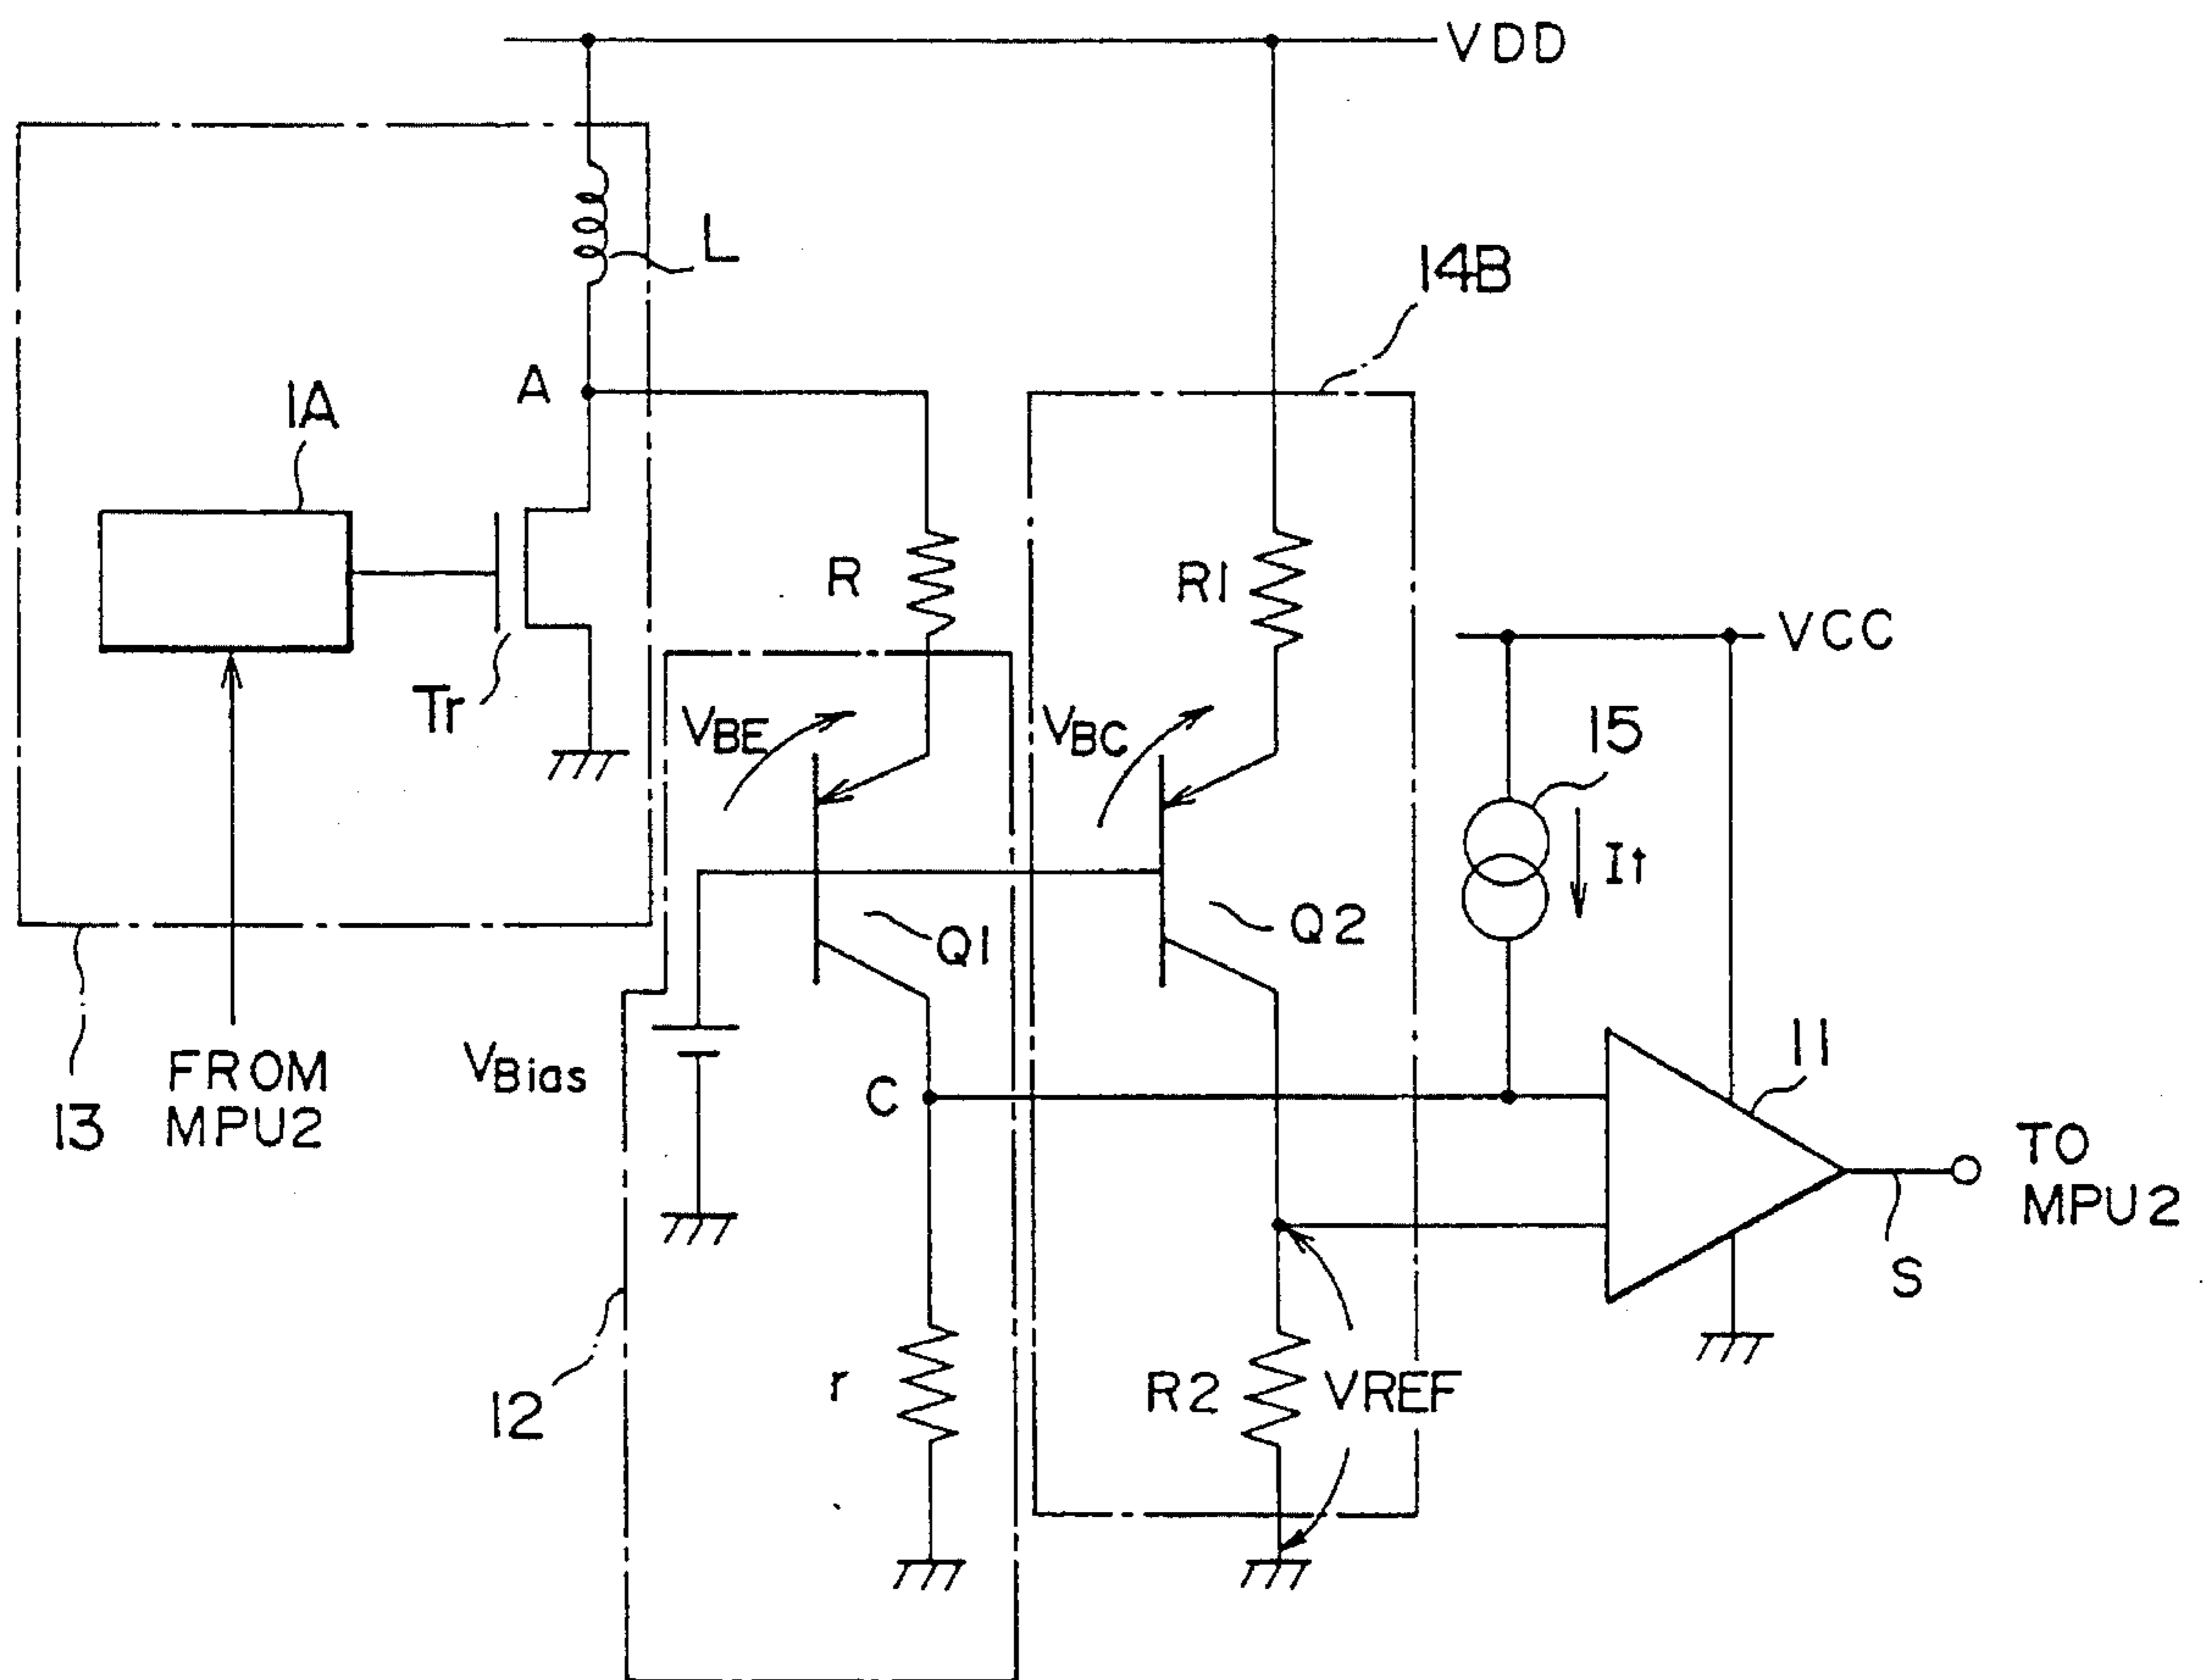 VDD
L
14B
A
1A
R
R1
VCC
Tr
VBE
VBC
15
It
Q1
Q2
VBias
11
C
13
FROM
MPU2
TO
MPU2
S
12
r
R2
VREF